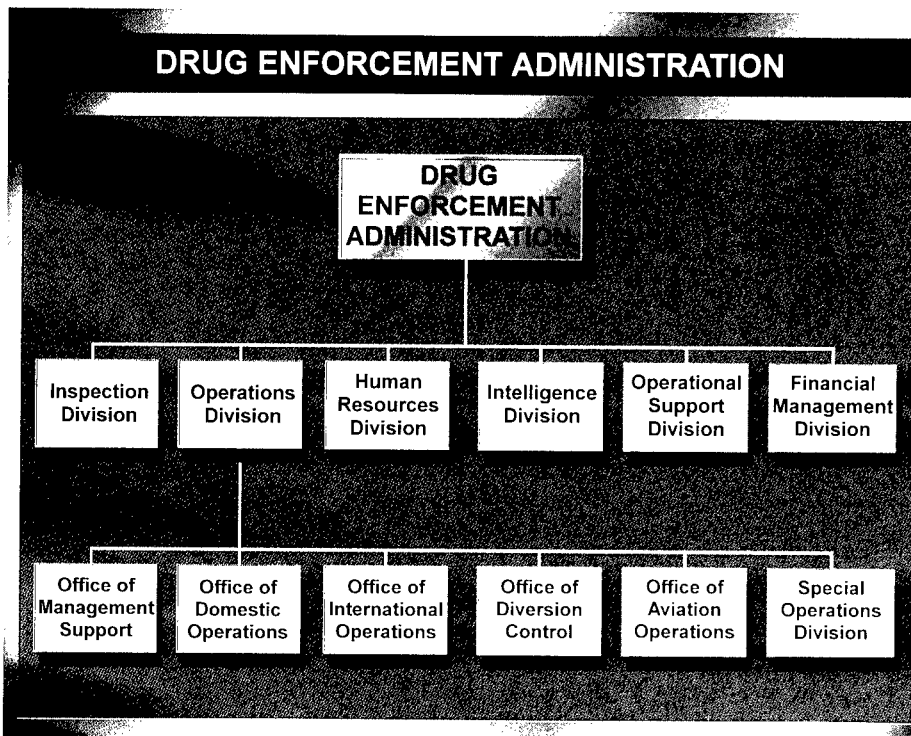 DRUG ENFORCEMENT ADMINISTRATION
DRUG
ENFORCEMENT
ADMINISTRATION
Inspection
Division
Operations
Division
Human
Resources
Division
Intelligence
Division
Operational
Support
Division
Financial
Management
Division
Office of
Management
Support
Office of
Domestic
Operations
Office of
International
Operations
Office of
Diversion
Control
Office of
Aviation
Operations
Special
Operations
Division